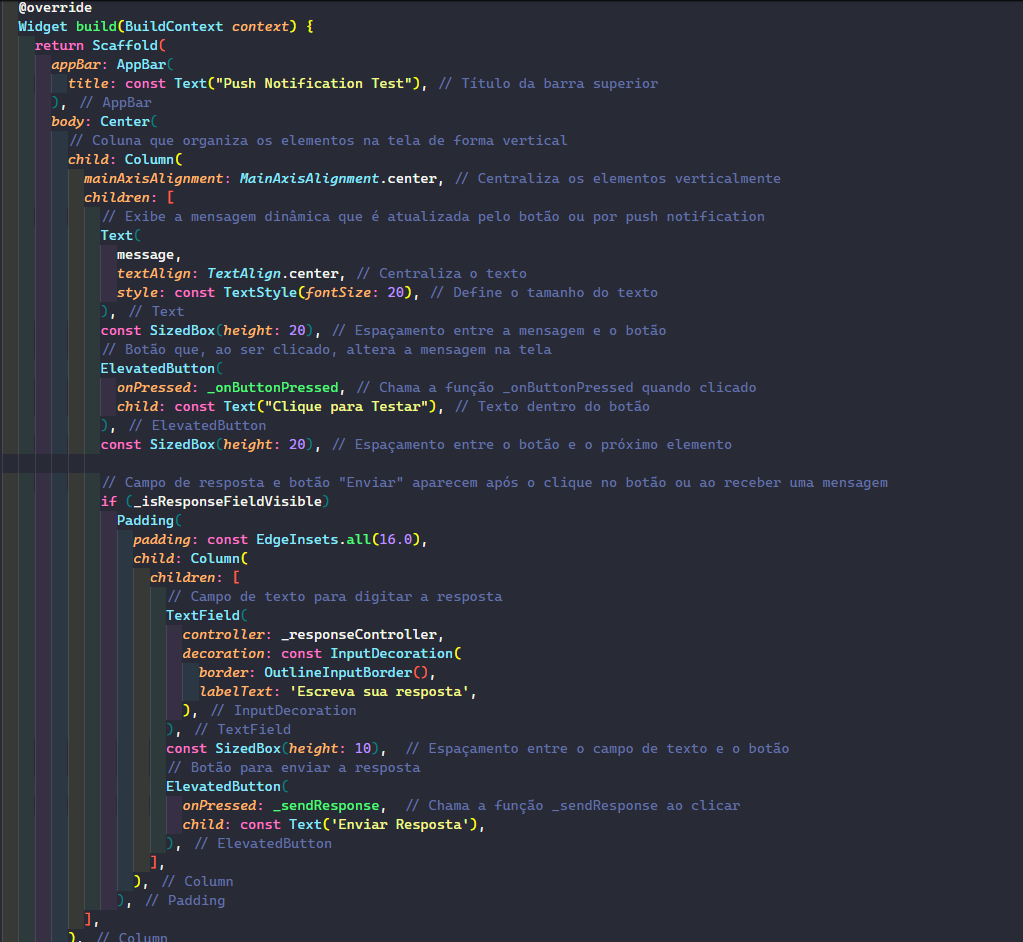 @override
Widget build(BuildContext context) {
return Scaffold(
appBar: AppBar(
title: const Text("Push Notification Test"), // Título da barra superior
), // AppBar
body: Center(
// Coluna que organiza os elementos na tela de forma vertical
child: Column(
mainAxisAlignment: MainAxisAlignment.center, // Centraliza os elementos verticalmente
children: [
// Exibe a mensagem dinâmica que é atualizada pelo botão ou por push notification
Text(
message,
textAlign: TextAlign.center, // Centraliza o texto
style: const TextStyle(fontSize: 20), // Define o tamanho do texto
), // Text
const SizedBox(height: 20), // Espaçamento entre a mensagem e o botão
// Botão que, ao ser clicado, altera a mensagem na tela
ElevatedButton(
onPressed: _onButtonPressed, // Chama a função _onButtonPressed quando clicado
child: const Text("Clique para Testar"), // Texto dentro do botão
), // ElevatedButton
const SizedBox(height: 20), // Espaçamento entre o botão e o próximo elemento
// Campo de resposta e botão "Enviar" aparecem após o clique no botão ou ao receber uma mensagem
if (_isResponseFieldVisible)
Padding(
padding: const EdgeInsets.all(16.0),
child: Column(
children: [
// Campo de texto para digitar a resposta
TextField(
controller: _responseController,
decoration: const InputDecoration(
border: OutlineInputBorder(),
labelText: 'Escreva sua resposta',
), // InputDecoration
), // TextField
const SizedBox(height: 10), // Espaçamento entre o campo de texto e o botão
// Botão para enviar a resposta
ElevatedButton(
onPressed: _sendResponse, // Chama a função _sendResponse ao clicar
child: const Text('Enviar Resposta'),
), // ElevatedButton
],
), // Column
), // Padding
],
), // Column